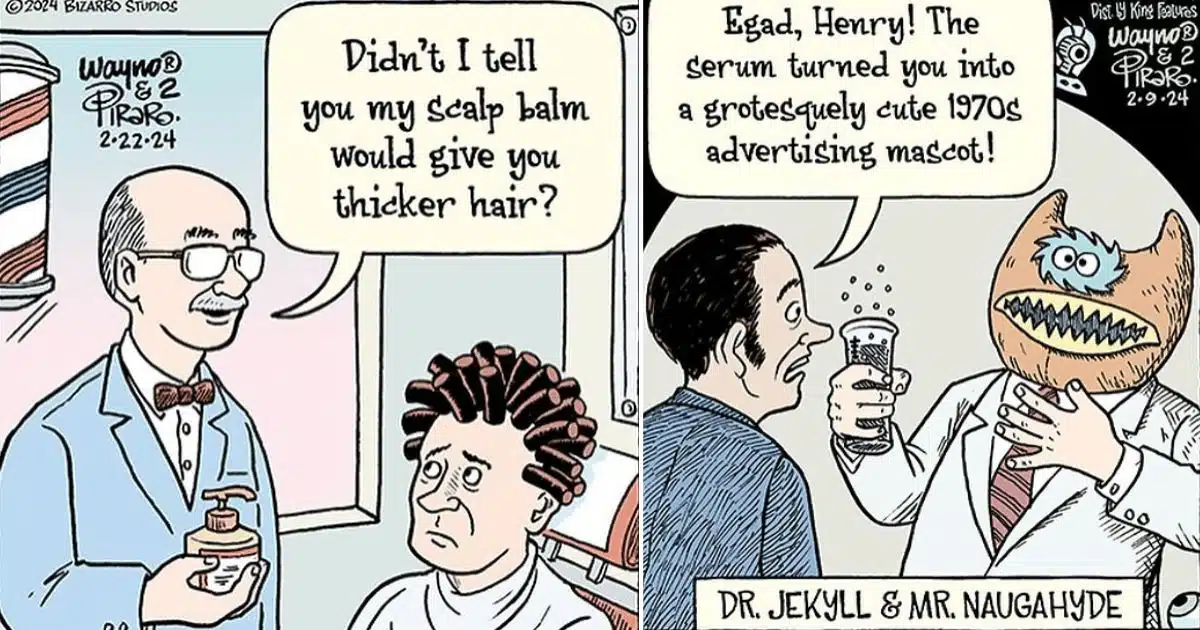 ©2024 BIZARRO STUDIOS
WAYNO®
& 2
PIRARO.
2·22·24
Didn't I tell
you my scalp balm
would give you
thicker hair?
Egad, Henry! The
serum turned you into
a grotesquely cute 1970s
advertising mascot!
Dist. by King Features
WAYNO®
& 2
PIRARO
2·9·24
DR. JEKYLL & MR. NAUGAHYDE